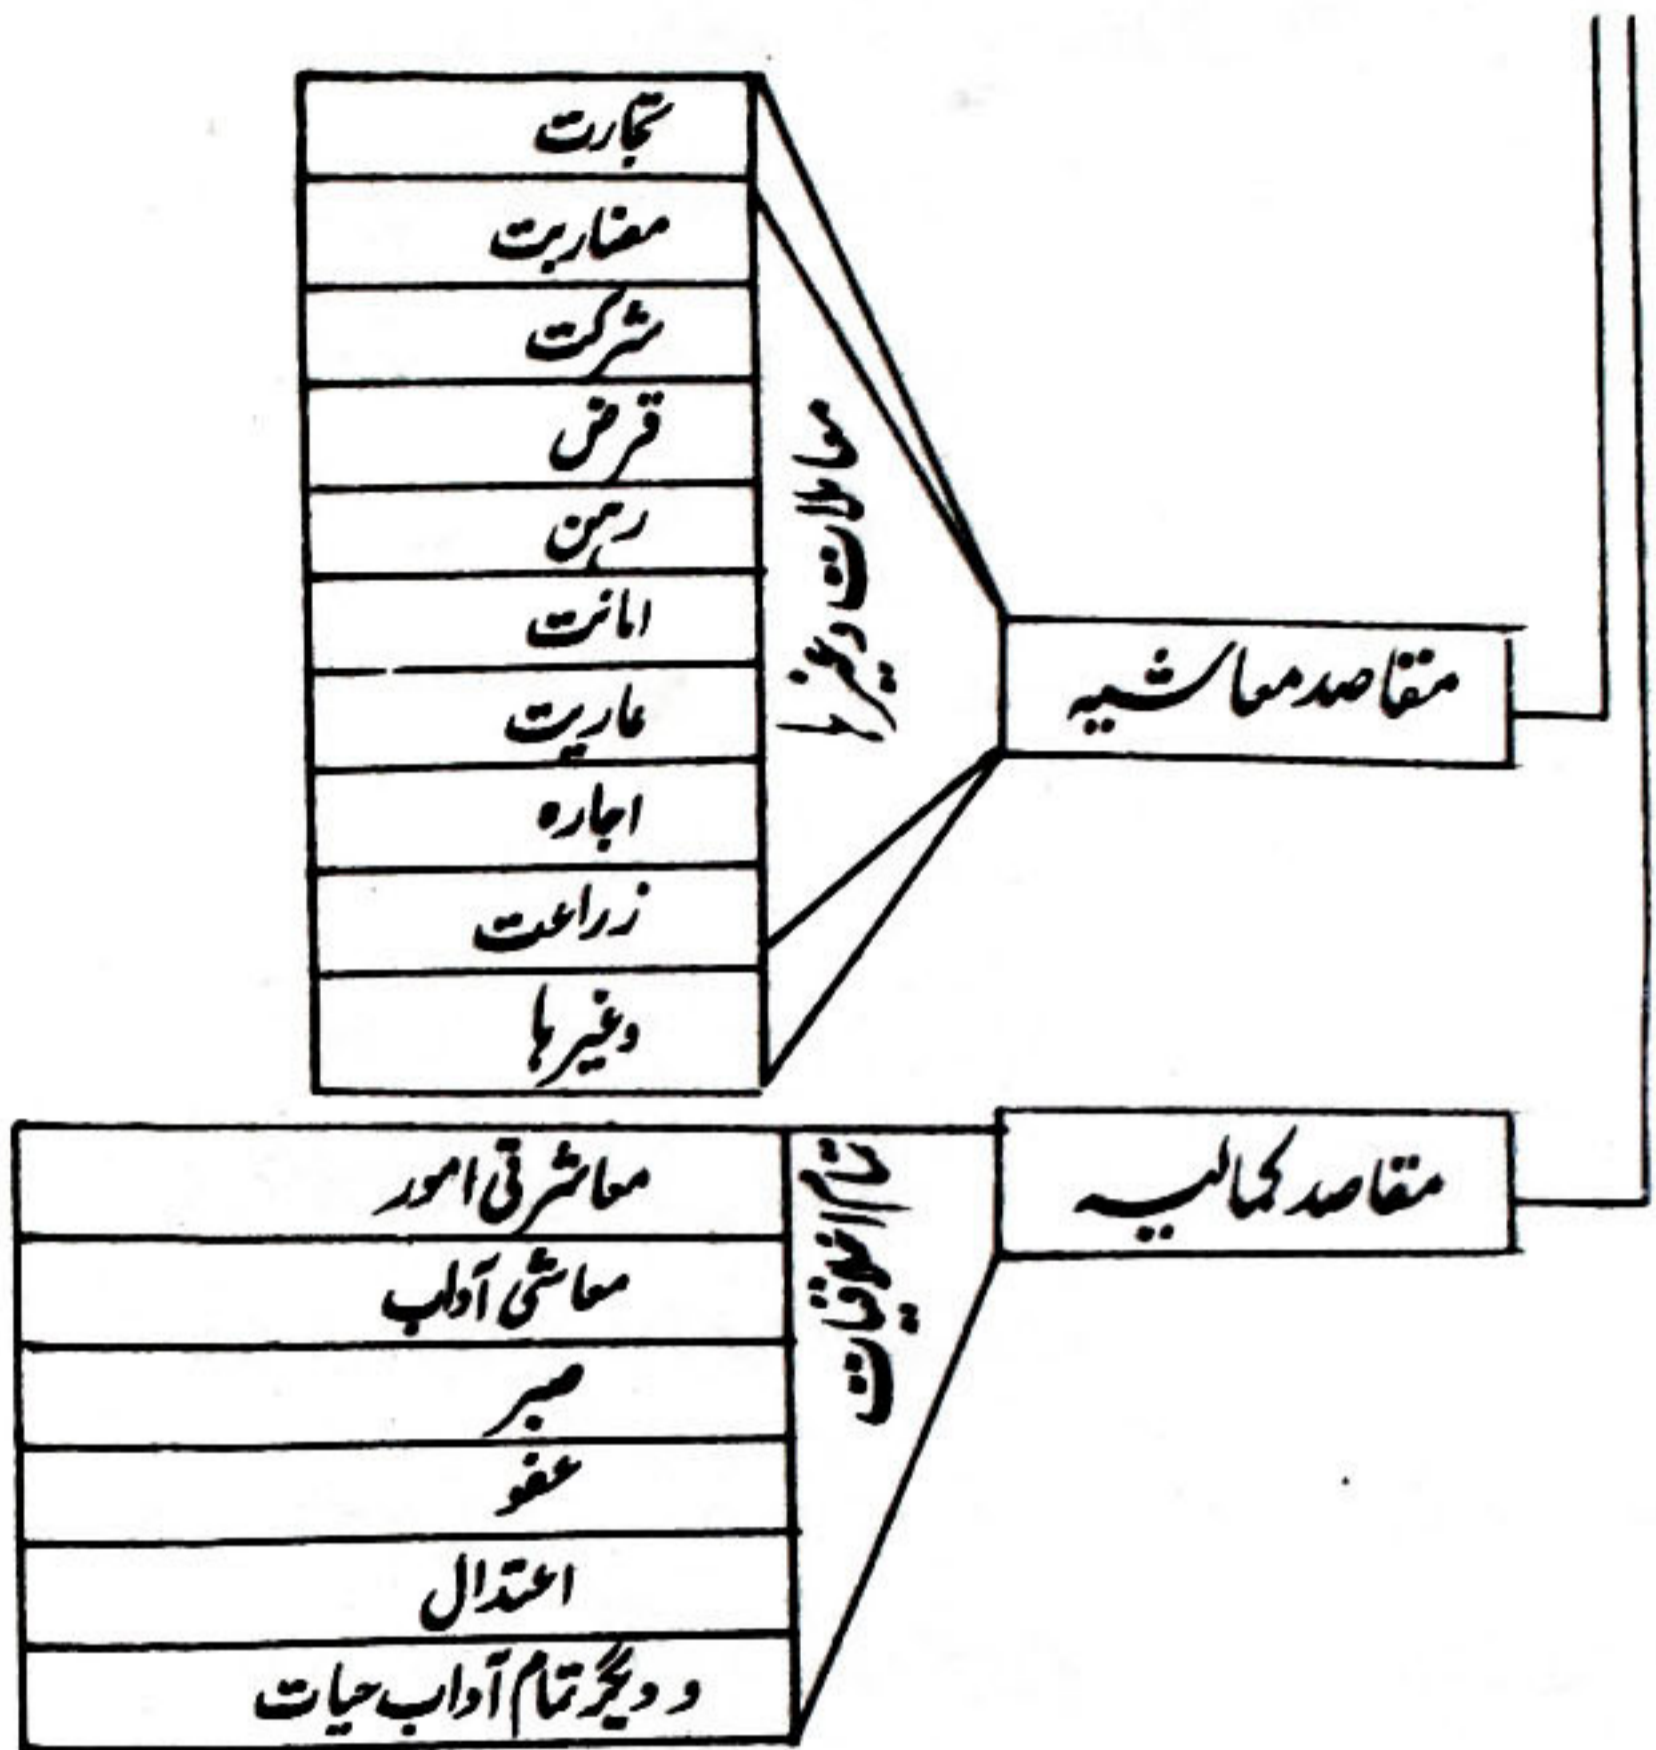 مقاصد معاشیہ
معاملات وغیرہا
تجارت
مضاربت
شرکت
قرض
رہن
امانت
عاریت
اجارہ
زراعت
وغیرہا
مقاصد کمالیہ
تمام اخلاقیات
معاشرتی امور
معاشی آداب
صبر
عفو
اعتدال
و دیگر تمام آداب حیات